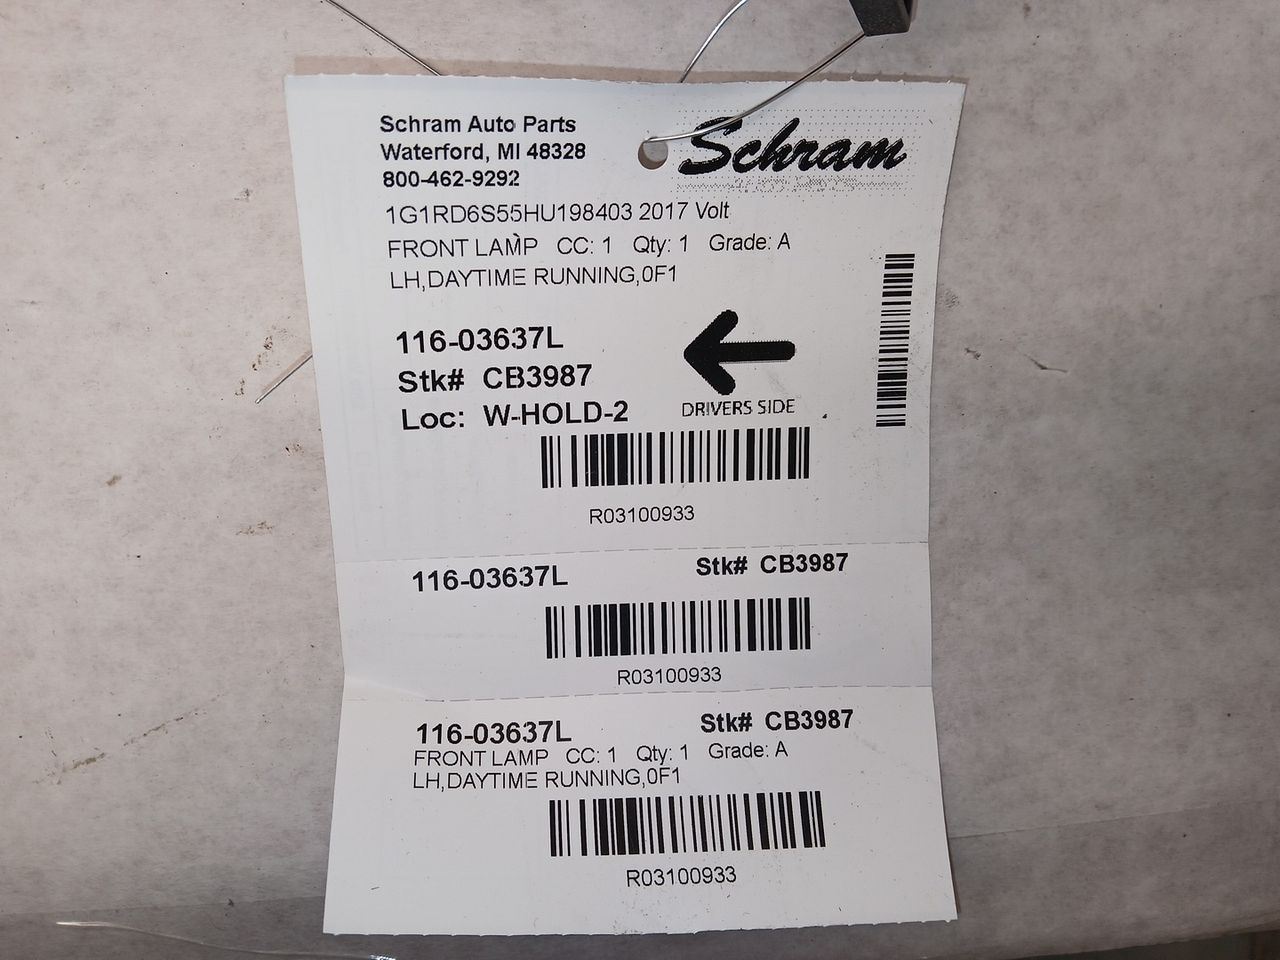 Schram Auto Parts
Waterford, MI 48328
800-462-9292
Schram
1G1RD6S55HU198403 2017 Volt
FRONT LAMP CC: 1 Qty: 1 Grade: A
LH,DAYTIME RUNNING,0F1
116-03637L
Stk# CB3987
Loc: W-HOLD-2
DRIVERS SIDE
R03100933
116-03637L Stk# CB3987
R03100933
116-03637L Stk# CB3987
FRONT LAMP CC: 1 Qty: 1 Grade: A
LH,DAYTIME RUNNING,0F1
R03100933